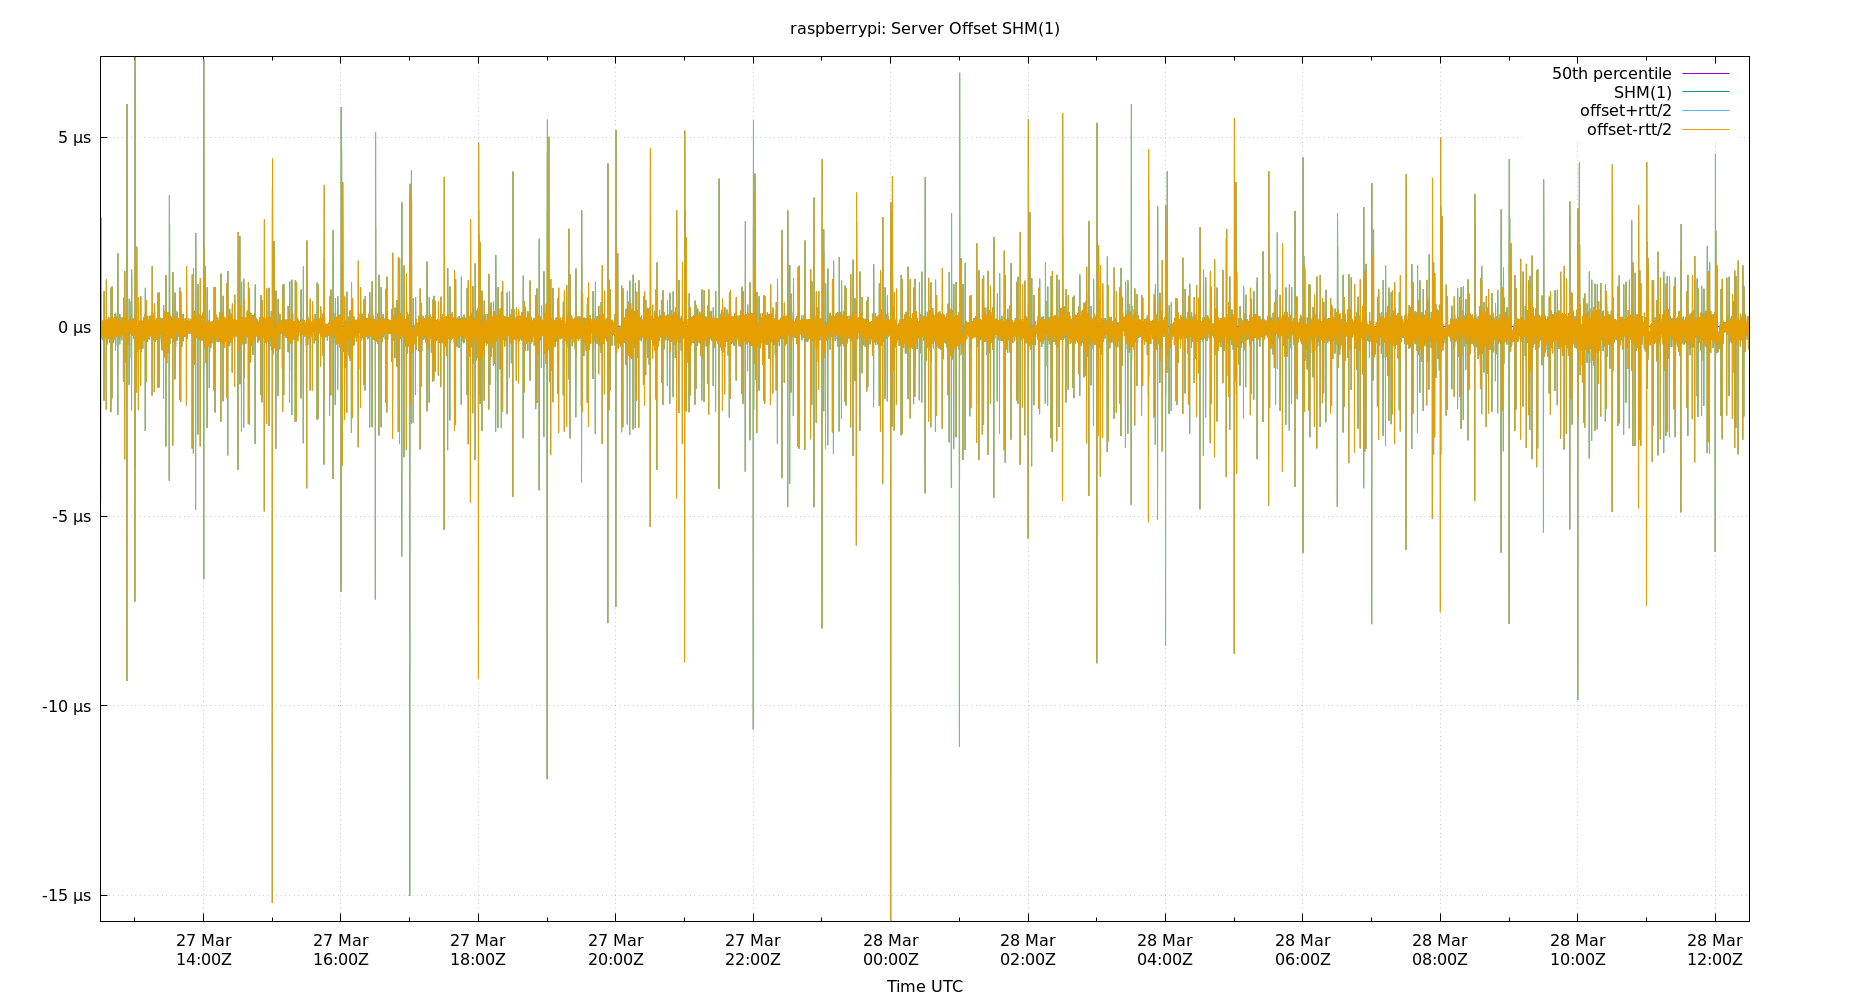 raspberrypi: Server Offset SHM(1)
50th percentile
SHM(1)
offset+rtt/2
offset-rtt/2
5 µs
0 µs
-5 µs
-10 µs
-15 µs
27 Mar 27 Mar 27 Mar 27 Mar 27 Mar 28 Mar 28 Mar 28 Mar 28 Mar 28 Mar 28 Mar 28 Mar
14:00Z 16:00Z 18:00Z 20:00Z 22:00Z 00:00Z 02:00Z 04:00Z 06:00Z 08:00Z 10:00Z 12:00Z
Time UTC